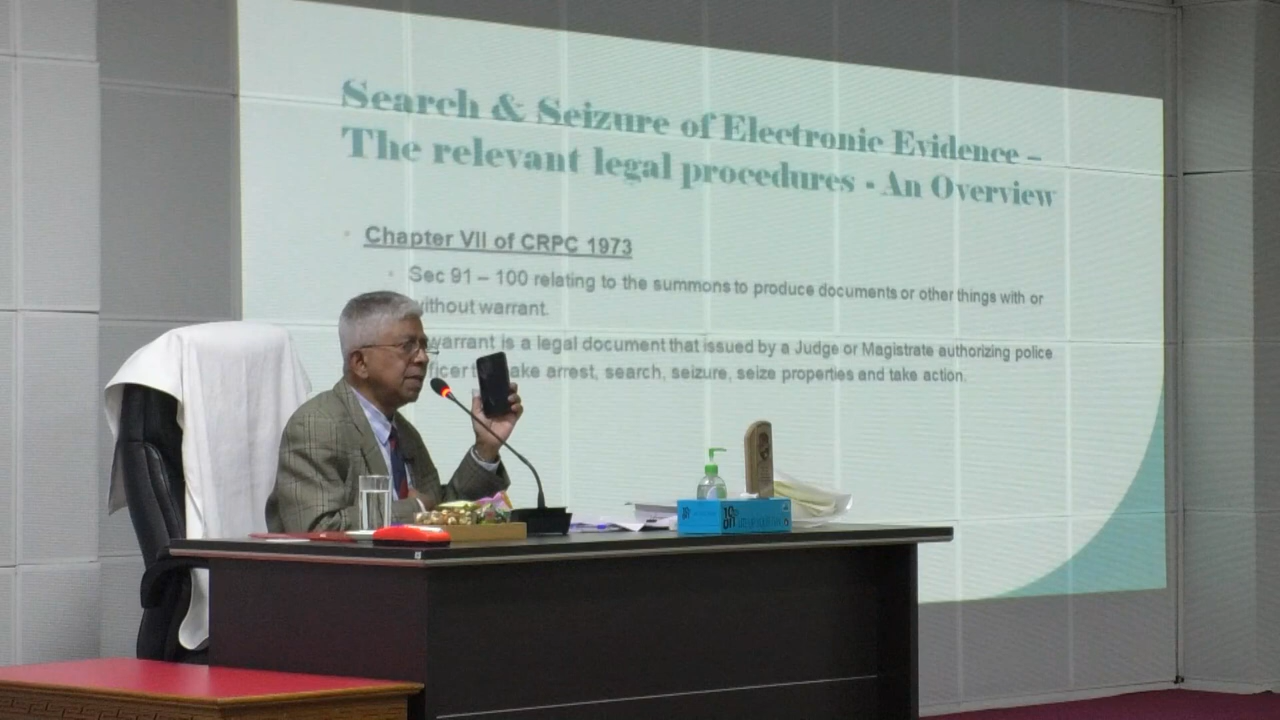 Search & Seizure of Electronic Evidence –
The relevant legal procedures - An Overview
Chapter VII of CRPC 1973
Sec 91 – 100 relating to the summons to produce documents or other things with or
without warrant.
warrant is a legal document that issued by a Judge or Magistrate authorizing police
arrest, search, seizure, seize properties and take action.